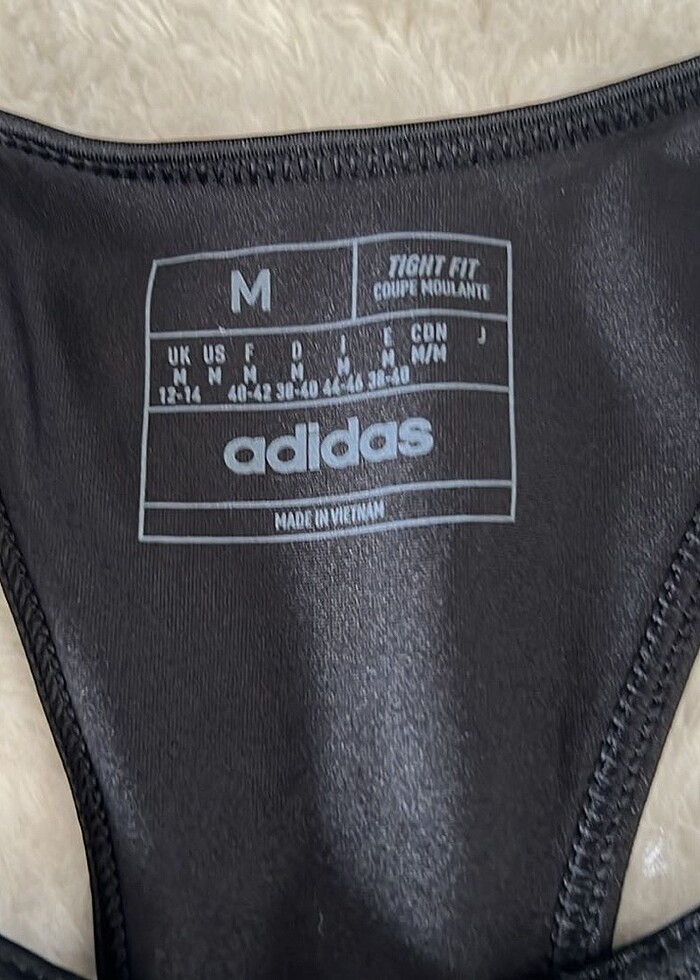 M
TIGHT FIT
COUPE MOULANTE
UK US F D I E CDN J
M M M M M M M/M
12-14 40-42 38-40 44-46 38-40
adidas
MADE IN VIETNAM